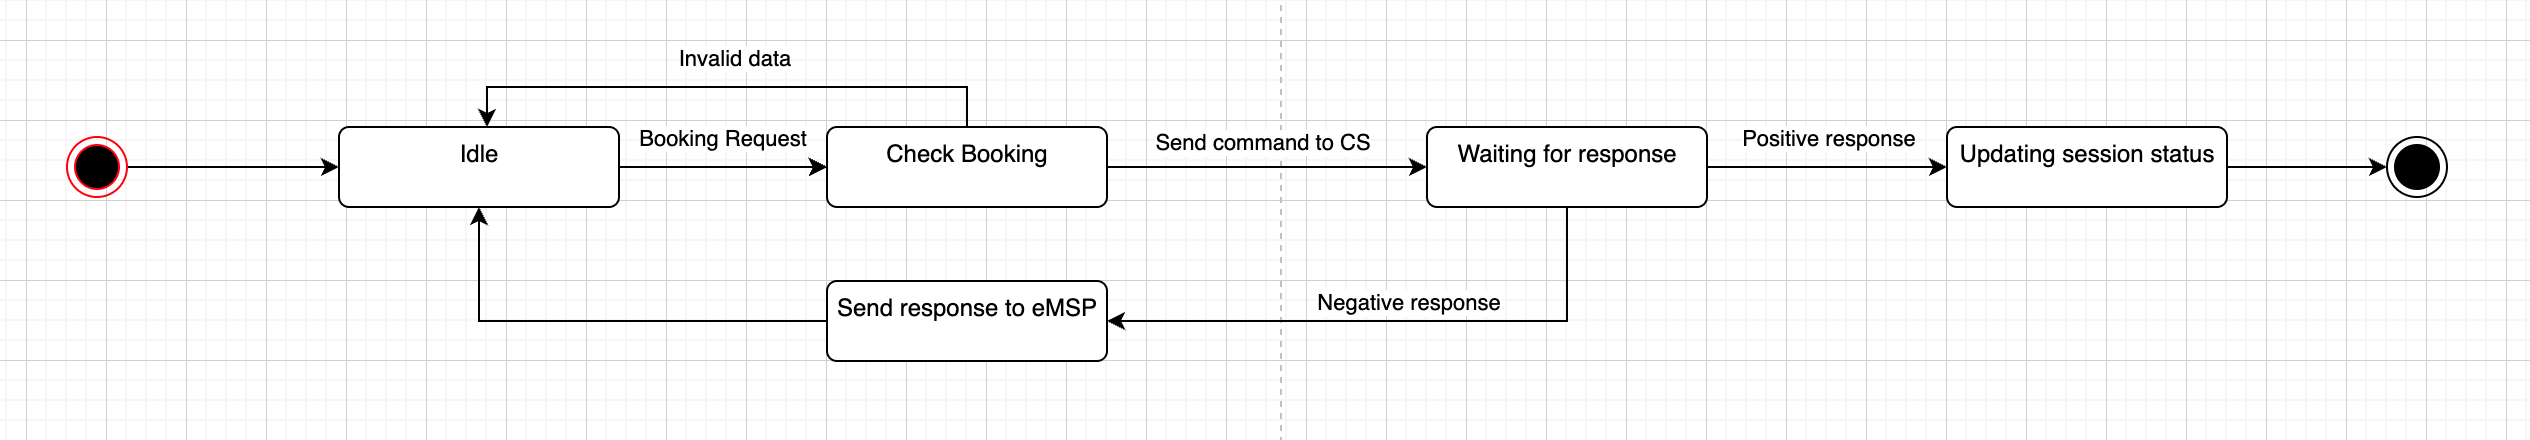 Invalid data
Idle
Booking Request
Check Booking
Send command to CS
Waiting for response
Positive response
Updating session status
Send response to eMSP
Negative response